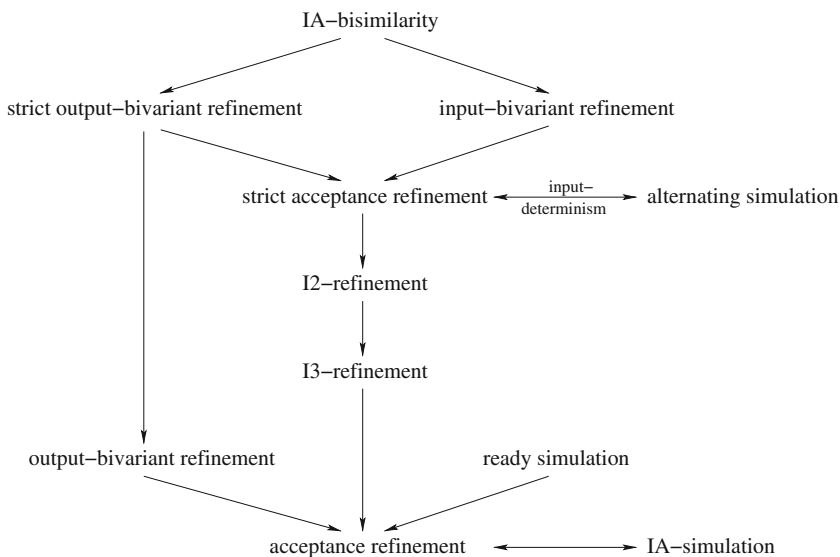 IA−bisimilarity
strict output−bivariant refinement
input−bivariant refinement
strict acceptance refinement
input−
determinism
alternating simulation
I2−refinement
I3−refinement
output−bivariant refinement
ready simulation
acceptance refinement
IA−simulation